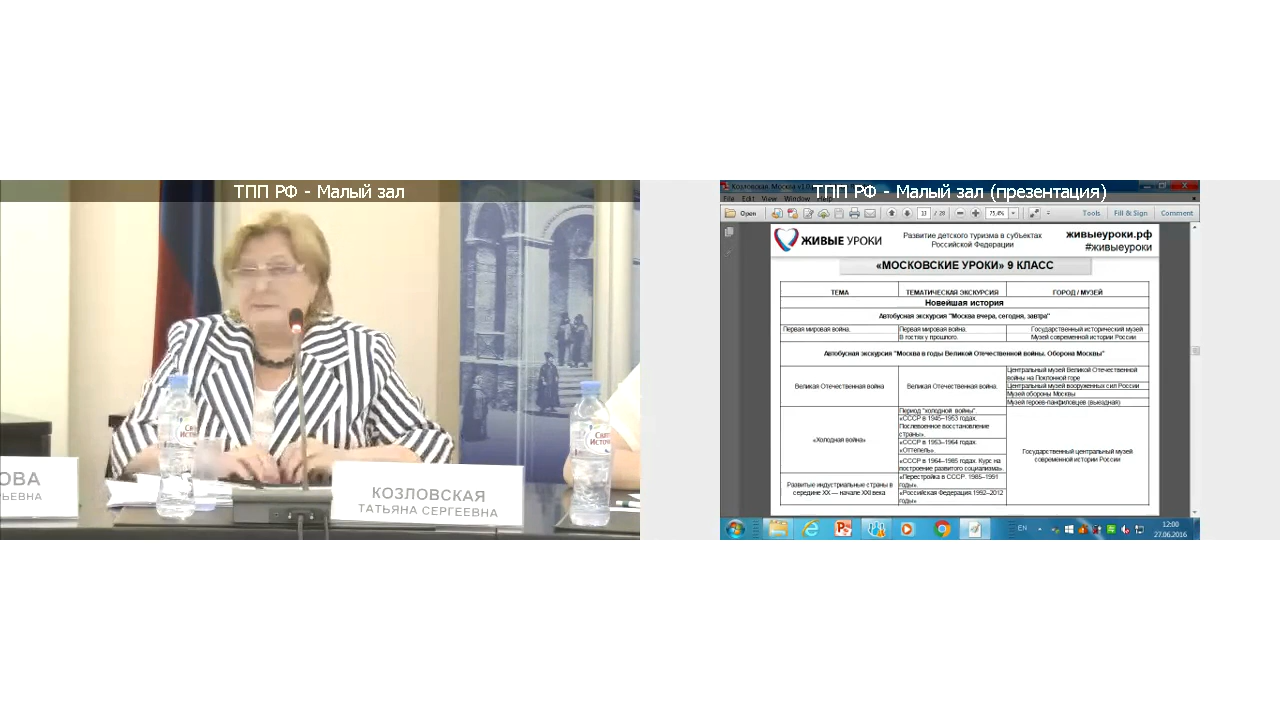 ТПП РФ - Малый зал
ОВА
РЬЕВНА
КОЗЛОВСКАЯ
ТАТЬЯНА СЕРГЕЕВНА
ТПП РФ - Малый зал (презентация)
Козловская. Москва v1.0
File Edit View Window
Open
13 / 28
75,4%
Tools Fill & Sign Comment
ЖИВЫЕ УРОКИ
Развитие детского туризма в субъектах
Российской Федерации
живыеуроки.рф
#живыеуроки
«МОСКОВСКИЕ УРОКИ» 9 КЛАСС
ТЕМА ТЕМАТИЧЕСКАЯ ЭКСКУРСИЯ ГОРОД / МУЗЕЙ
Новейшая история
Автобусная экскурсия "Москва вчера, сегодня, завтра"
Первая мировая война. Первая мировая война. Государственный исторический музей
В гостях у прошлого. Музей современной истории России
Автобусная экскурсия "Москва в годы Великой Отечественной войны. Оборона Москвы"
Великая Отечественная война Великая Отечественная война.
Центральный музей Великой Отечественной
войны на Поклонной горе
Центральный музей вооруженных сил России
Музей обороны Москвы
Музей героев-панфиловцев (выездная)
«Холодная война»
Период "холодной войны".
«СССР в 1945–1953 годах.
Послевоенное восстановление
страны».
«СССР в 1953–1964 годах.
«Оттепель».
«СССР в 1964–1985 годах. Курс на
построение развитого социализма».
Государственный центральный музей
современной истории России
Развитые индустриальные страны в
середине XX — начале XXI века
«Перестройка в СССР. 1985–1991
годы».
«Российская Федерация 1992–2012
годы»
EN
12:00
27.06.2016